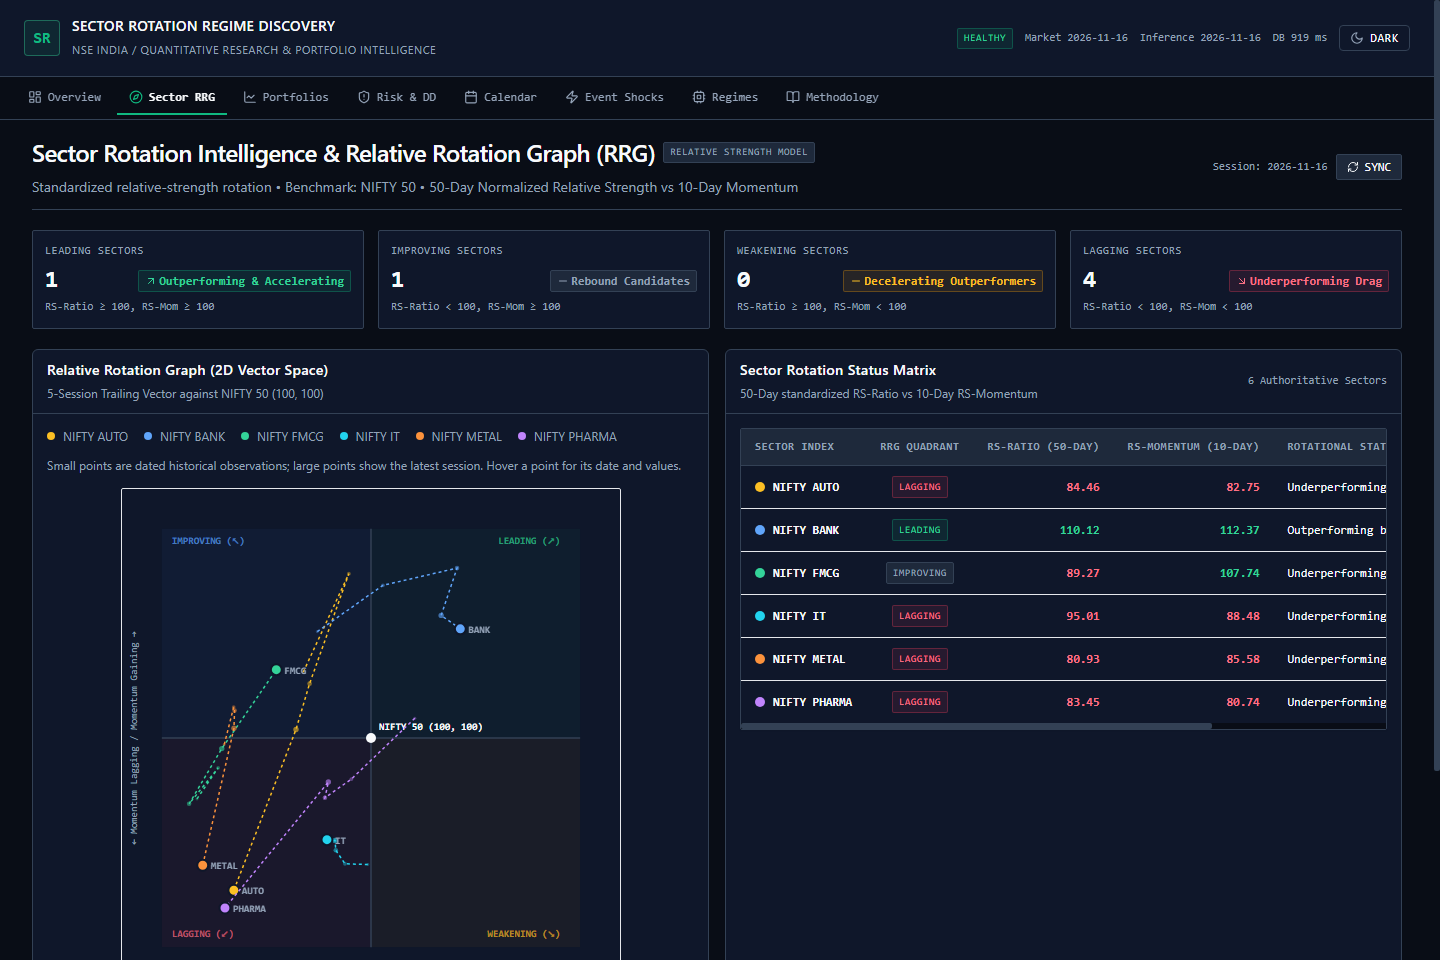 SR
SECTOR ROTATION REGIME DISCOVERY
NSE INDIA / QUANTITATIVE RESEARCH & PORTFOLIO INTELLIGENCE
HEALTHY Market 2026-11-16 Inference 2026-11-16 DB 919 ms DARK
Overview Sector RRG Portfolios Risk & DD Calendar Event Shocks Regimes Methodology
Sector Rotation Intelligence & Relative Rotation Graph (RRG) RELATIVE STRENGTH MODEL
Standardized relative-strength rotation • Benchmark: NIFTY 50 • 50-Day Normalized Relative Strength vs 10-Day Momentum
Session: 2026-11-16 SYNC
LEADING SECTORS
1 Outperforming & Accelerating
RS-Ratio ≥ 100, RS-Mom ≥ 100
IMPROVING SECTORS
1 Rebound Candidates
RS-Ratio < 100, RS-Mom ≥ 100
WEAKENING SECTORS
0 Decelerating Outperformers
RS-Ratio ≥ 100, RS-Mom < 100
LAGGING SECTORS
4 Underperforming Drag
RS-Ratio < 100, RS-Mom < 100
Relative Rotation Graph (2D Vector Space)
5-Session Trailing Vector against NIFTY 50 (100, 100)
NIFTY AUTO NIFTY BANK NIFTY FMCG NIFTY IT NIFTY METAL NIFTY PHARMA
Small points are dated historical observations; large points show the latest session. Hover a point for its date and values.
IMPROVING (↖) LEADING (↗)
BANK
FMCG
NIFTY 50 (100, 100)
← Momentum Lagging / Momentum Gaining →
IT
METAL
AUTO
PHARMA
LAGGING (↙) WEAKENING (↘)
Sector Rotation Status Matrix
50-Day standardized RS-Ratio vs 10-Day RS-Momentum
6 Authoritative Sectors
SECTOR INDEX RRG QUADRANT RS-RATIO (50-DAY) RS-MOMENTUM (10-DAY) ROTATIONAL STAT
NIFTY AUTO LAGGING 84.46 82.75 Underperforming
NIFTY BANK LEADING 110.12 112.37 Outperforming b
NIFTY FMCG IMPROVING 89.27 107.74 Underperforming
NIFTY IT LAGGING 95.01 88.48 Underperforming
NIFTY METAL LAGGING 80.93 85.58 Underperforming
NIFTY PHARMA LAGGING 83.45 80.74 Underperforming